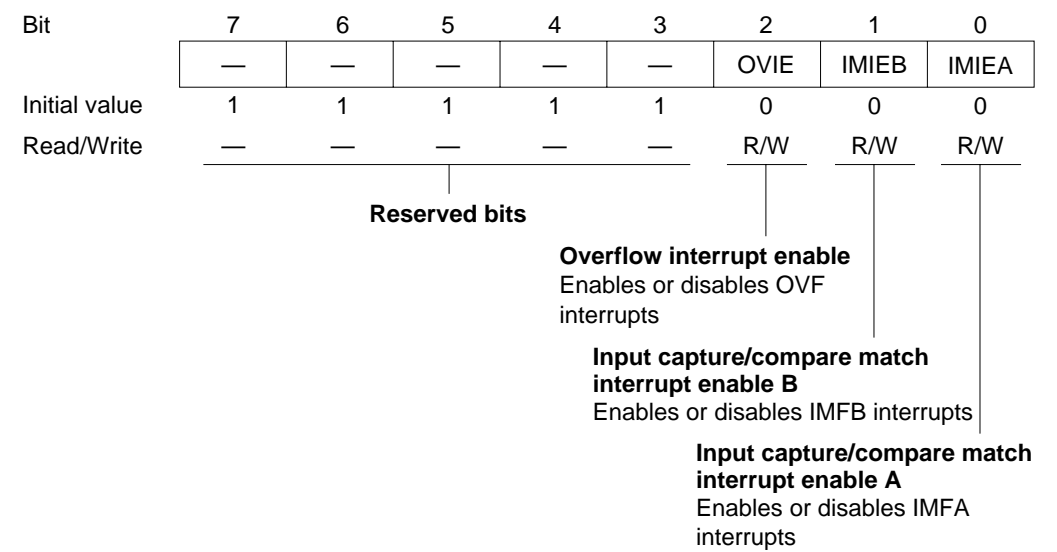 Bit 7 6 5 4 3 2 1 0
— — — — — OVIE IMIEB IMIEA
Initial value 1 1 1 1 1 0 0 0
Read/Write — — — — — R/W R/W R/W
Reserved bits
Overflow interrupt enable
Enables or disables OVF
interrupts
Input capture/compare match
interrupt enable B
Enables or disables IMFB interrupts
Input capture/compare match
interrupt enable A
Enables or disables IMFA
interrupts